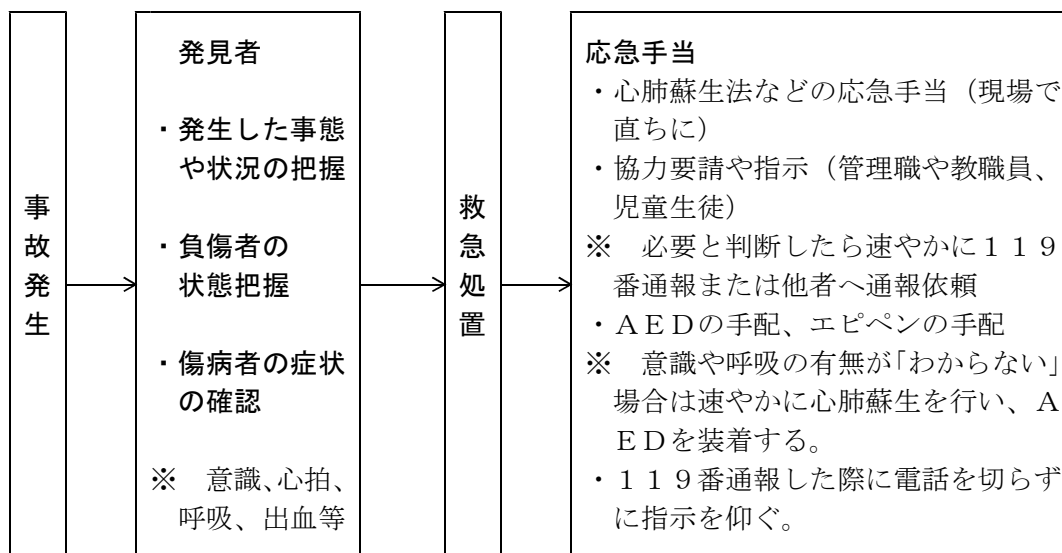 事故発生
発見者
・発生した事態
や状況の把握
・負傷者の
状態把握
・傷病者の症状
の確認
※　意識、心拍、
呼吸、出血等
救急処置
応急手当
・心肺蘇生法などの応急手当（現場で
直ちに）
・協力要請や指示（管理職や教職員、
児童生徒）
※　必要と判断したら速やかに１１９
番通報または他者へ通報依頼
・ＡＥＤの手配、エピペンの手配
※　意識や呼吸の有無が「わからない」
場合は速やかに心肺蘇生を行い、Ａ
ＥＤを装着する。
・１１９番通報した際に電話を切らず
に指示を仰ぐ。